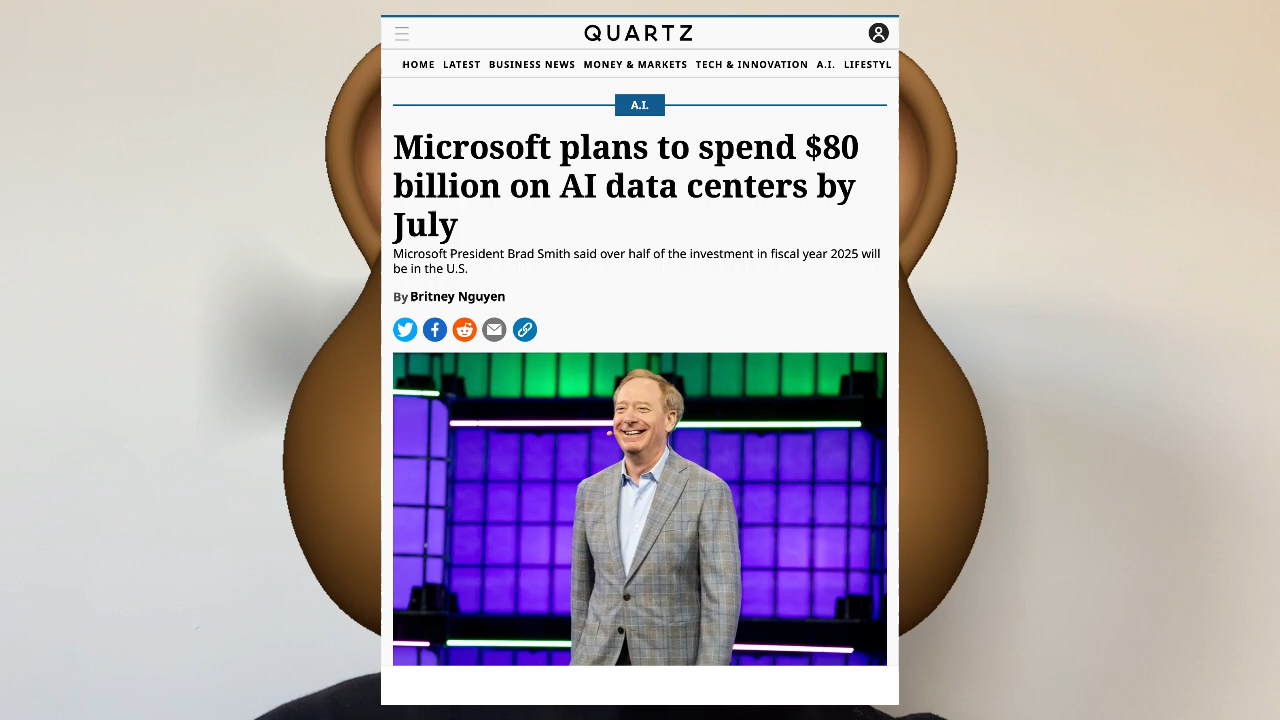 QUARTZ
HOME LATEST BUSINESS NEWS MONEY & MARKETS TECH & INNOVATION A.I. LIFESTYL
A.I.
Microsoft plans to spend $80
billion on AI data centers by
July
Microsoft President Brad Smith said over half of the investment in fiscal year 2025 will
be in the U.S.
By Britney Nguyen